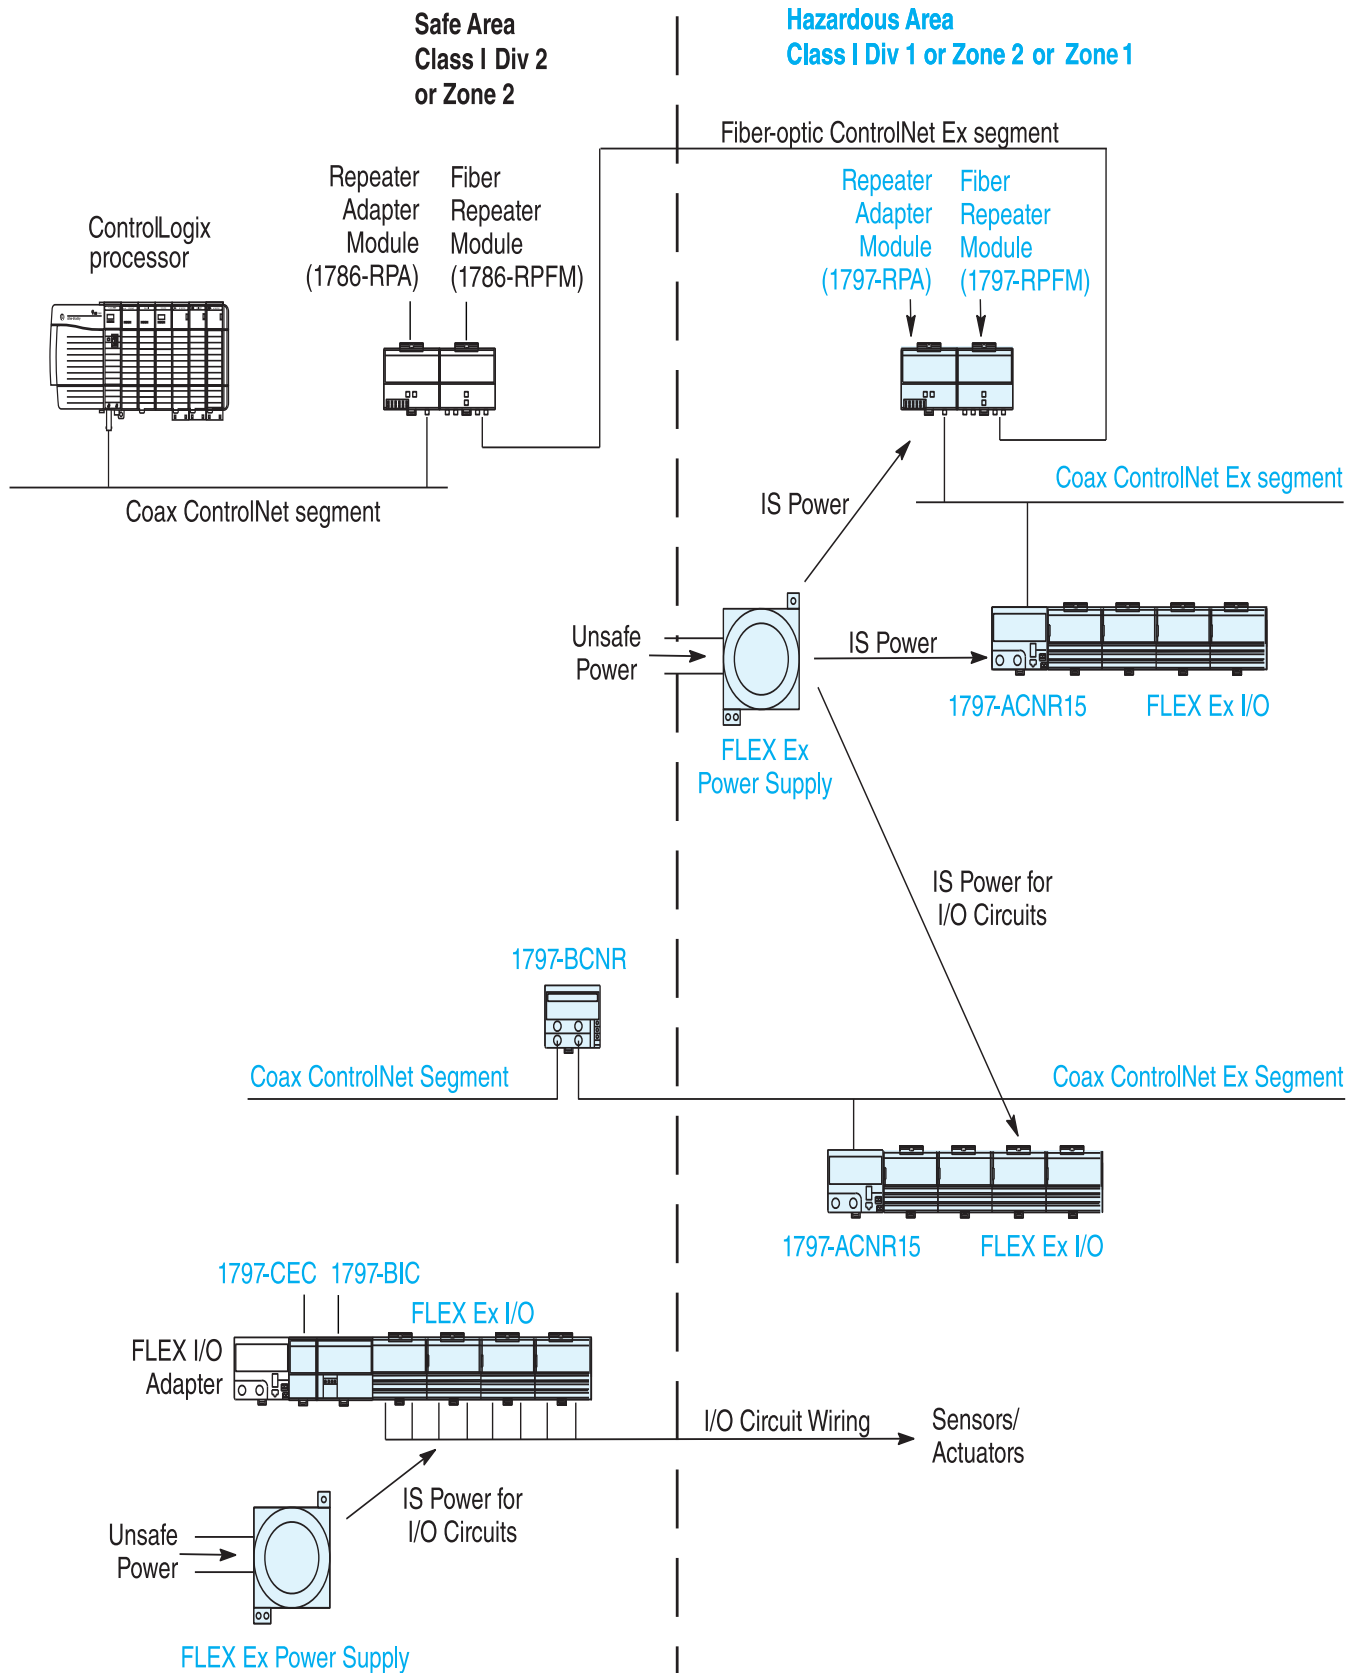 Safe Area
Class I Div 2
or Zone 2
Hazardous Area
Class I Div 1 or Zone 2 or Zone 1
Fiber-optic ControlNet Ex segment
ControlLogix
processor
Repeater
Adapter
Module
(1786-RPA)
Fiber
Repeater
Module
(1786-RPFM)
Repeater
Adapter
Module
(1797-RPA)
Fiber
Repeater
Module
(1797-RPFM)
Coax ControlNet segment
IS Power
Coax ControlNet Ex segment
Unsafe
Power
IS Power
1797-ACNR15
FLEX Ex I/O
FLEX Ex
Power Supply
IS Power for
I/O Circuits
1797-BCNR
Coax ControlNet Segment
Coax ControlNet Ex Segment
1797-ACNR15
FLEX Ex I/O
1797-CEC
1797-BIC
FLEX Ex I/O
FLEX I/O
Adapter
I/O Circuit Wiring
Sensors/
Actuators
IS Power for
I/O Circuits
Unsafe
Power
FLEX Ex Power Supply